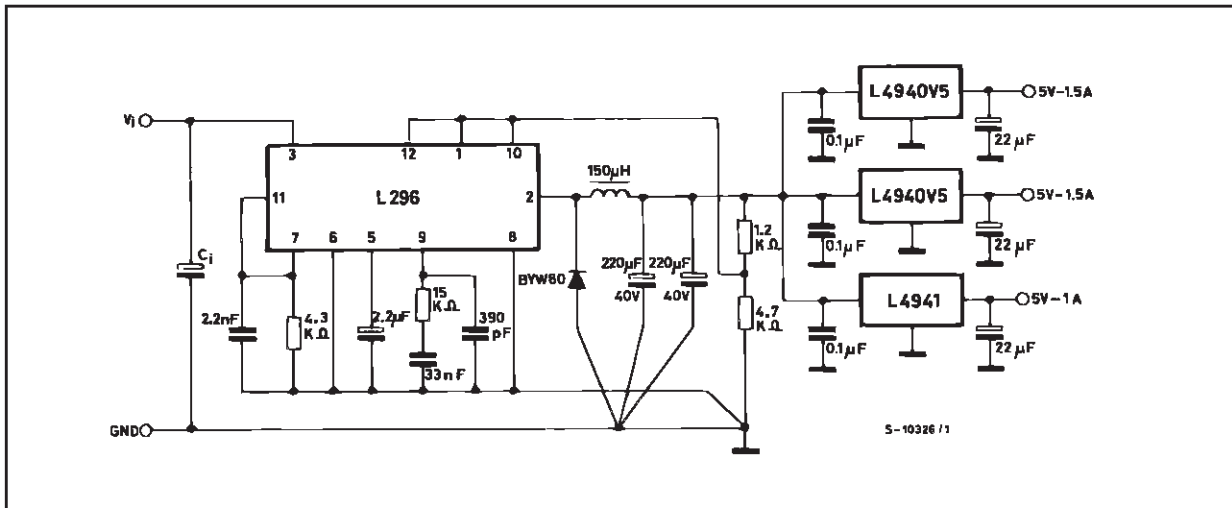 L4940V5
5V-1.5A
0.1µF
22µF
Vi
3
12
1
10
L296
11
2
7
6
5
9
8
150µH
L4940V5
5V-1.5A
0.1µF
22µF
1.2
KΩ
Ci
BYW80
220µF
40V
220µF
40V
2.2nF
4.3
KΩ
2.2µF
15
KΩ
390
pF
33nF
4.7
KΩ
L4941
5V-1A
0.1µF
22µF
GND
S-10326/1